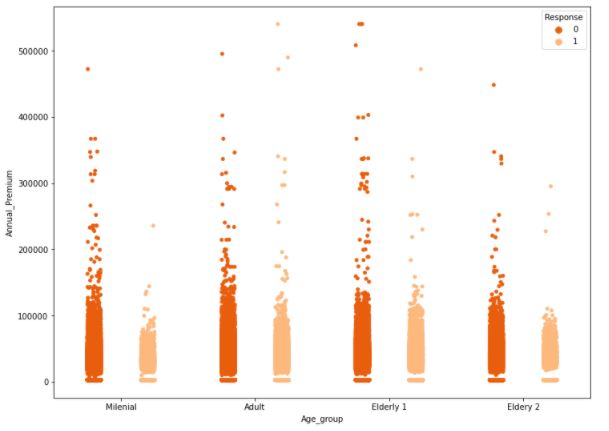 Response
0
1
500000
400000
300000
200000
100000
0
Annual_Premium
Milenial Adult Elderly 1 Eldery 2
Age_group